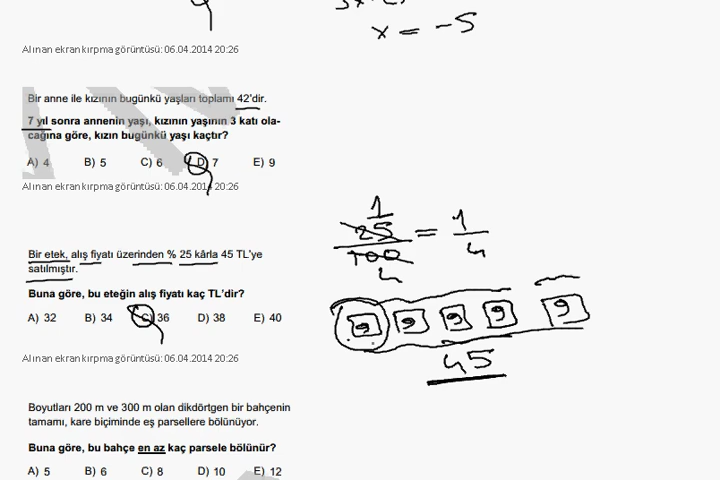 x = -5
Alınan ekran kırpma görüntüsü: 06.04.2014 20:26
Bir anne ile kızının bugünkü yaşları toplamı 42'dir.
7 yıl sonra annenin yaşı, kızının yaşının 3 katı ola-
cağına göre, kızın bugünkü yaşı kaçtır?
A) 4 B) 5 C) 6 D) 7 E) 9
Alınan ekran kırpma görüntüsü: 06.04.2014 20:26
1
25 = 1
100 4
4
Bir etek, alış fiyatı üzerinden % 25 kârla 45 TL'ye
satılmıştır.
Buna göre, bu eteğin alış fiyatı kaç TL'dir?
A) 32 B) 34 C) 36 D) 38 E) 40
9 9 9 9 9
45
Alınan ekran kırpma görüntüsü: 06.04.2014 20:26
Boyutları 200 m ve 300 m olan dikdörtgen bir bahçenin
tamamı, kare biçiminde eş parsellere bölünüyor.
Buna göre, bu bahçe en az kaç parsele bölünür?
A) 5 B) 6 C) 8 D) 10 E) 12